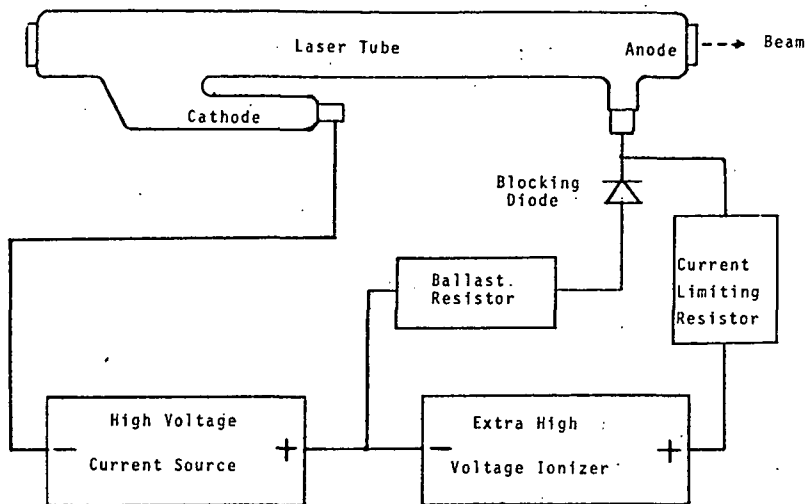 Laser Tube
Anode
Beam
Cathode
Blocking
Diode
Ballast.
Resistor
Current
Limiting
Resistor
High Voltage
- +
Current Source
Extra High
- +
Voltage Ionizer